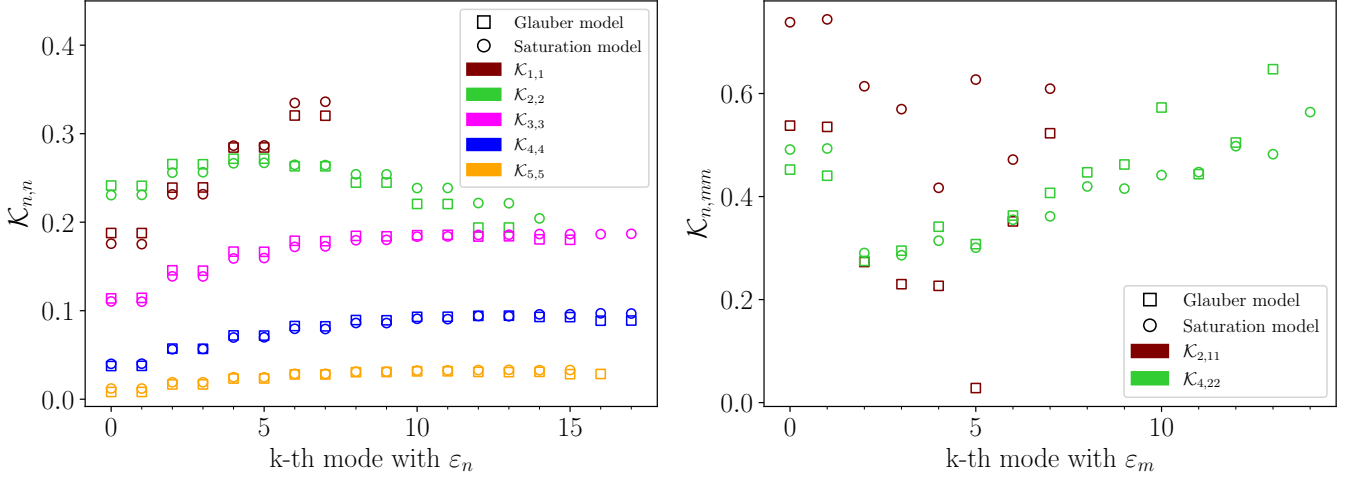 0.4
0.3
0.2
0.1
0.0
𝒦ₙ,ₙ
Glauber model
Saturation model
𝒦₁,₁
𝒦₂,₂
𝒦₃,₃
𝒦₄,₄
𝒦₅,₅
0 5 10 15
k-th mode with εₙ
0.6
0.4
0.2
0.0
𝒦ₙ,ₘₘ
Glauber model
Saturation model
𝒦₂,₁₁
𝒦₄,₂₂
0 5 10
k-th mode with εₘ